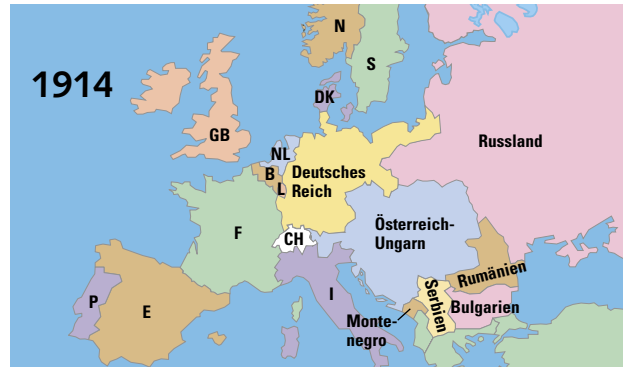 1914
N
S
DK
GB
Russland
NL
B
Deutsches
Reich
L
Österreich-
Ungarn
F
CH
Rumänien
P
E
I
Serbien
Bulgarien
Monte-
negro